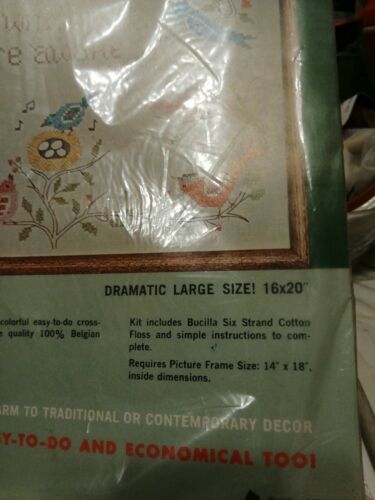 are awake
DRAMATIC LARGE SIZE! 16x20"
colorful easy-to-do cross-
e quality 100% Belgian
Kit includes Bucilla Six Strand Cotton
Floss and simple instructions to com-
plete.
Requires Picture Frame Size: 14" x 18",
inside dimensions.
ARM TO TRADITIONAL OR CONTEMPORARY DECOR
Y-TO-DO AND ECONOMICAL TOO!